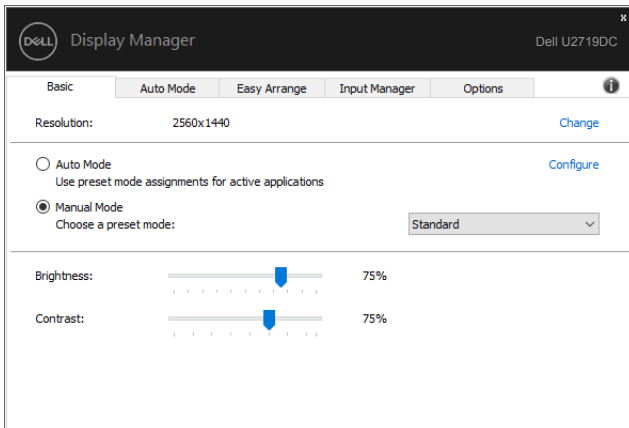 x
DELL Display Manager Dell U2719DC
Basic Auto Mode Easy Arrange Input Manager Options i
Resolution: 2560x1440 Change
Auto Mode Configure
Use preset mode assignments for active applications
Manual Mode
Choose a preset mode: Standard
Brightness: 75%
Contrast: 75%